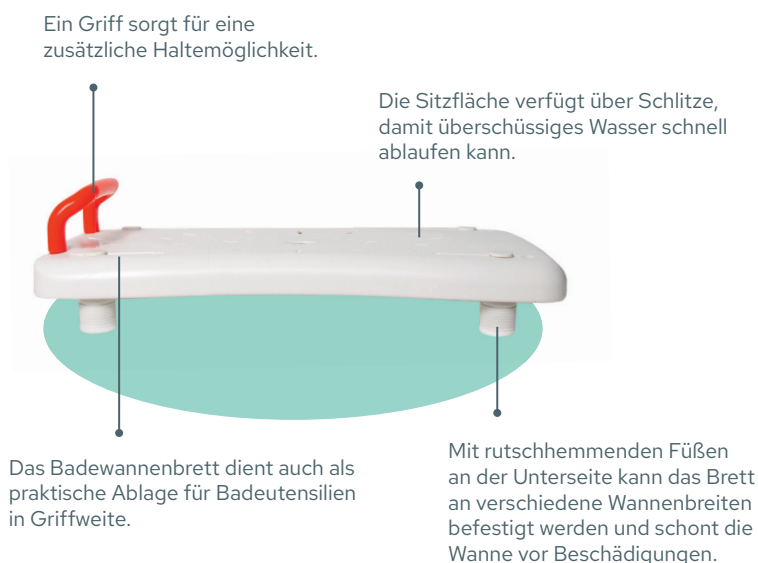 Ein Griff sorgt für eine
zusätzliche Haltemöglichkeit.
Die Sitzfläche verfügt über Schlitze,
damit überschüssiges Wasser schnell
ablaufen kann.
Das Badewannenbrett dient auch als
praktische Ablage für Badeutensilien
in Griffweite.
Mit rutschhemmenden Füßen
an der Unterseite kann das Brett
an verschiedene Wannenbreiten
befestigt werden und schont die
Wanne vor Beschädigungen.